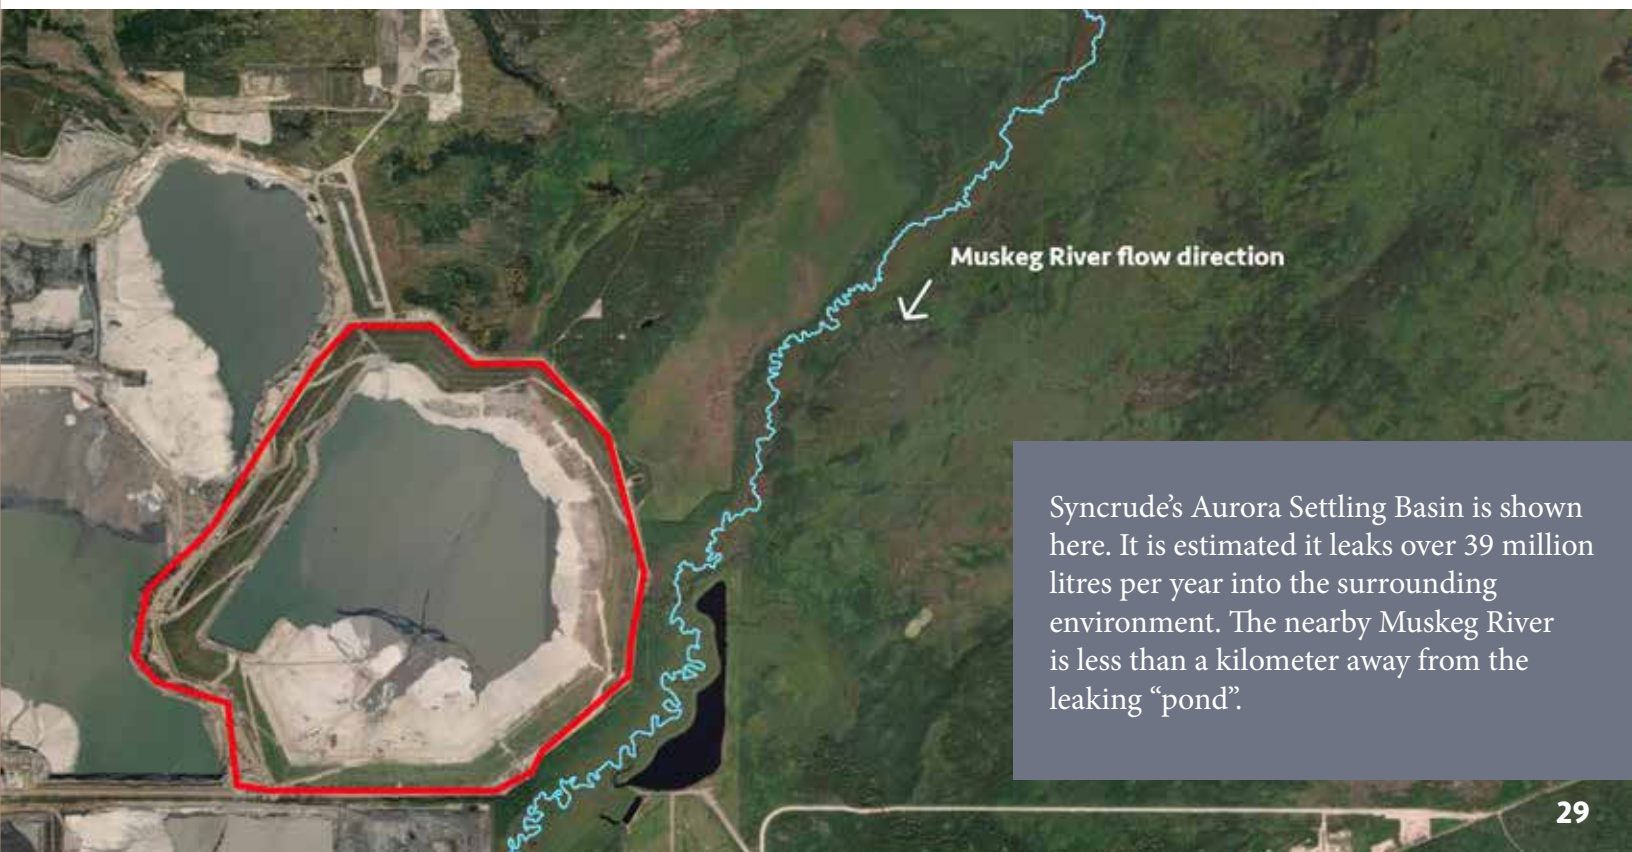 Muskeg River flow direction
Syncrude’s Aurora Settling Basin is shown
here. It is estimated it leaks over 39 million
litres per year into the surrounding
environment. The nearby Muskeg River
is less than a kilometer away from the
leaking “pond”.
29